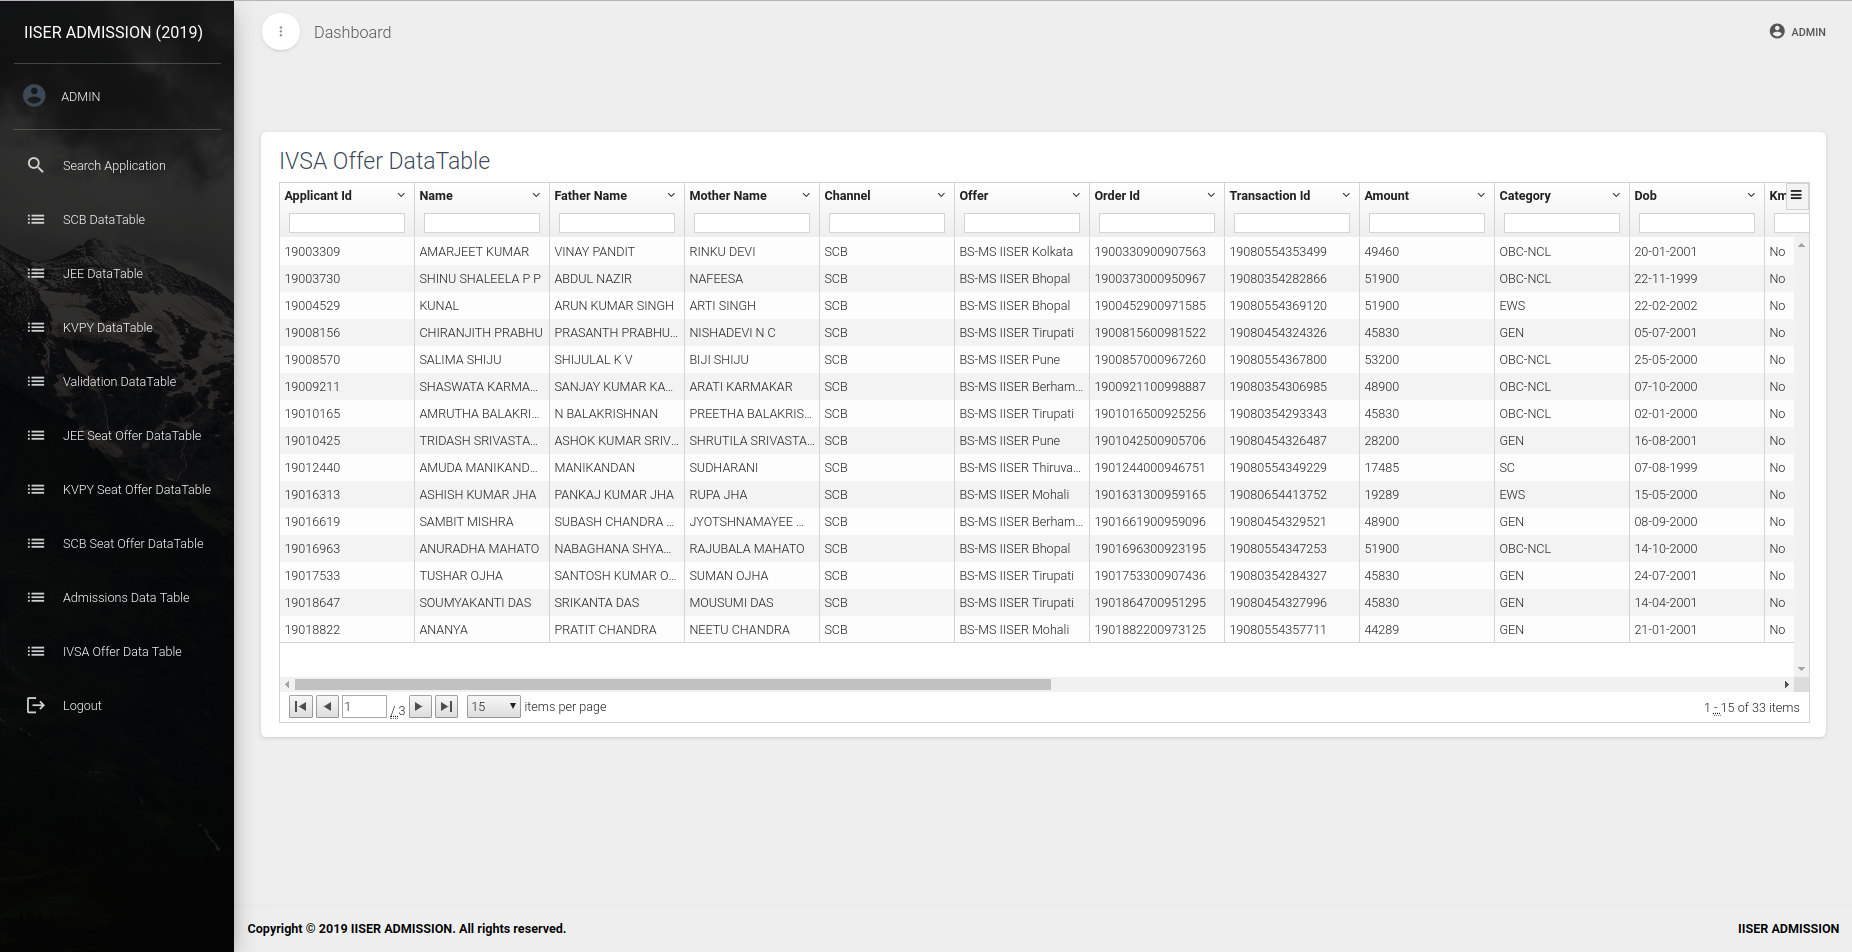 IISER ADMISSION (2019)
ADMIN
Search Application
SCB DataTable
JEE DataTable
KVPY DataTable
Validation DataTable
JEE Seat Offer DataTable
KVPY Seat Offer DataTable
SCB Seat Offer DataTable
Admissions Data Table
IVSA Offer Data Table
Logout
Dashboard
ADMIN
IVSA Offer DataTable
Applicant Id Name Father Name Mother Name Channel Offer Order Id Transaction Id Amount Category Dob Km
19003309 AMARJEET KUMAR VINAY PANDIT RINKU DEVI SCB BS-MS IISER Kolkata 1900330900907563 19080554353499 49460 OBC-NCL 20-01-2001 No
19003730 SHINU SHALEELA P P ABDUL NAZIR NAFEESA SCB BS-MS IISER Bhopal 1900373000950967 19080354282866 51900 OBC-NCL 22-11-1999 No
19004529 KUNAL ARUN KUMAR SINGH ARTI SINGH SCB BS-MS IISER Bhopal 1900452900971585 19080554369120 51900 EWS 22-02-2002 No
19008156 CHIRANJITH PRABHU PRASANTH PRABHU... NISHADEVI N C SCB BS-MS IISER Tirupati 1900815600981522 19080454324326 45830 GEN 05-07-2001 No
19008570 SALIMA SHIJU SHIJULAL K V BIJI SHIJU SCB BS-MS IISER Pune 1900857000967260 19080554367800 53200 OBC-NCL 25-05-2000 No
19009211 SHASWATA KARMA... SANJAY KUMAR KA... ARATI KARMAKAR SCB BS-MS IISER Berham... 1900921100998887 19080354306985 48900 OBC-NCL 07-10-2000 No
19010165 AMRUTHA BALAKRI... N BALAKRISHNAN PREETHA BALAKRIS... SCB BS-MS IISER Tirupati 1901016500925256 19080354293343 45830 OBC-NCL 02-01-2000 No
19010425 TRIDASH SRIVASTA... ASHOK KUMAR SRIV... SHRUTILA SRIVASTA... SCB BS-MS IISER Pune 1901042500905706 19080454326487 28200 GEN 16-08-2001 No
19012440 AMUDA MANIKAND... MANIKANDAN SUDHARANI SCB BS-MS IISER Thiruva... 1901244000946751 19080554349229 17485 SC 07-08-1999 No
19016313 ASHISH KUMAR JHA PANKAJ KUMAR JHA RUPA JHA SCB BS-MS IISER Mohali 1901631300959165 19080654413752 19289 EWS 15-05-2000 No
19016619 SAMBIT MISHRA SUBASH CHANDRA ... JYOTSHNAMAYEE ... SCB BS-MS IISER Berham... 1901661900959096 19080454329521 48900 GEN 08-09-2000 No
19016963 ANURADHA MAHATO NABAGHANA SHYA... RAJUBALA MAHATO SCB BS-MS IISER Bhopal 1901696300923195 19080554347253 51900 OBC-NCL 14-10-2000 No
19017533 TUSHAR OJHA SANTOSH KUMAR O... SUMAN OJHA SCB BS-MS IISER Tirupati 1901753300907436 19080354284327 45830 GEN 24-07-2001 No
19018647 SOUMYAKANTI DAS SRIKANTA DAS MOUSUMI DAS SCB BS-MS IISER Tirupati 1901864700951295 19080454327996 45830 GEN 14-04-2001 No
19018822 ANANYA PRATIT CHANDRA NEETU CHANDRA SCB BS-MS IISER Mohali 1901882200973125 19080554357711 44289 GEN 21-01-2001 No
1 / 3 15 items per page 1 - 15 of 33 items
Copyright © 2019 IISER ADMISSION. All rights reserved. IISER ADMISSION